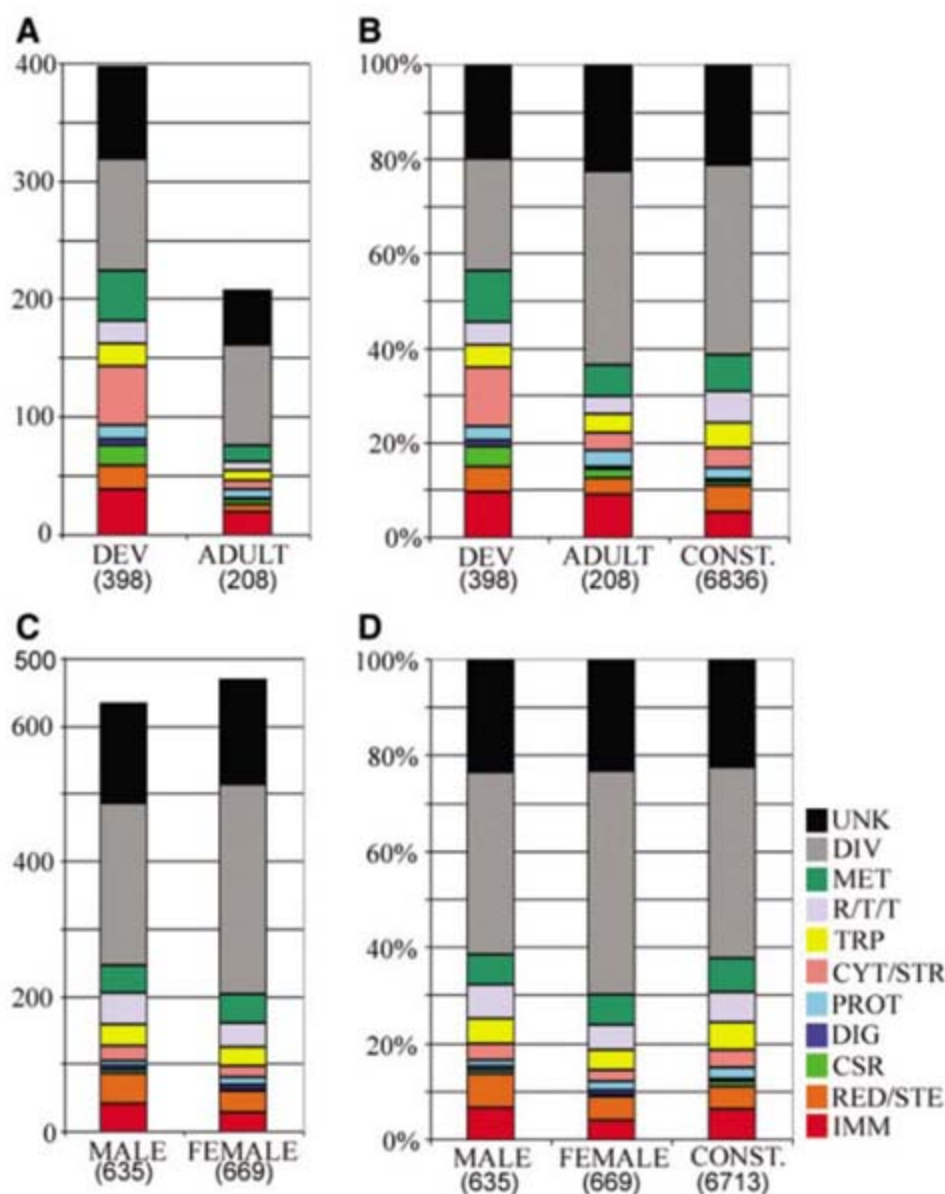 A
400
300
200
100
0
DEV
(398)
ADULT
(208)
B
100%
80%
60%
40%
20%
0%
DEV
(398)
ADULT
(208)
CONST.
(6836)
C
500
600
400
200
0
MALE
(635)
FEMALE
(669)
D
100%
80%
60%
40%
20%
0%
MALE
(635)
FEMALE
(669)
CONST.
(6713)
UNK
DIV
MET
R/T/T
TRP
CYT/STR
PROT
DIG
CSR
RED/STE
IMM